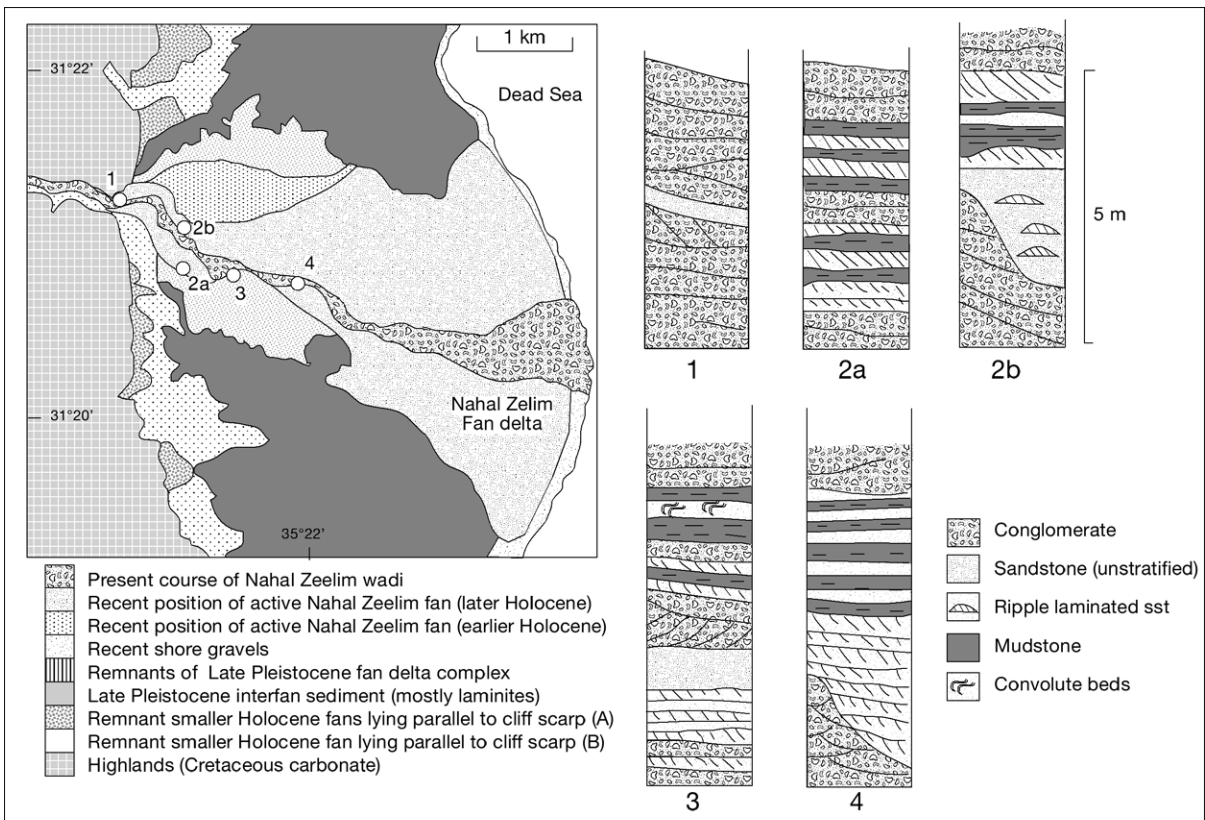 1 km
31°22'
Dead Sea
1
2b
2a
3
4
31°20'
Nahal Zelim
Fan delta
35°22'
Present course of Nahal Zeelim wadi
Recent position of active Nahal Zeelim fan (later Holocene)
Recent position of active Nahal Zeelim fan (earlier Holocene)
Recent shore gravels
Remnants of Late Pleistocene fan delta complex
Late Pleistocene interfan sediment (mostly laminites)
Remnant smaller Holocene fans lying parallel to cliff scarp (A)
Remnant smaller Holocene fan lying parallel to cliff scarp (B)
Highlands (Cretaceous carbonate)
5 m
1
2a
2b
3
4
Conglomerate
Sandstone (unstratified)
Ripple laminated sst
Mudstone
Convolute beds